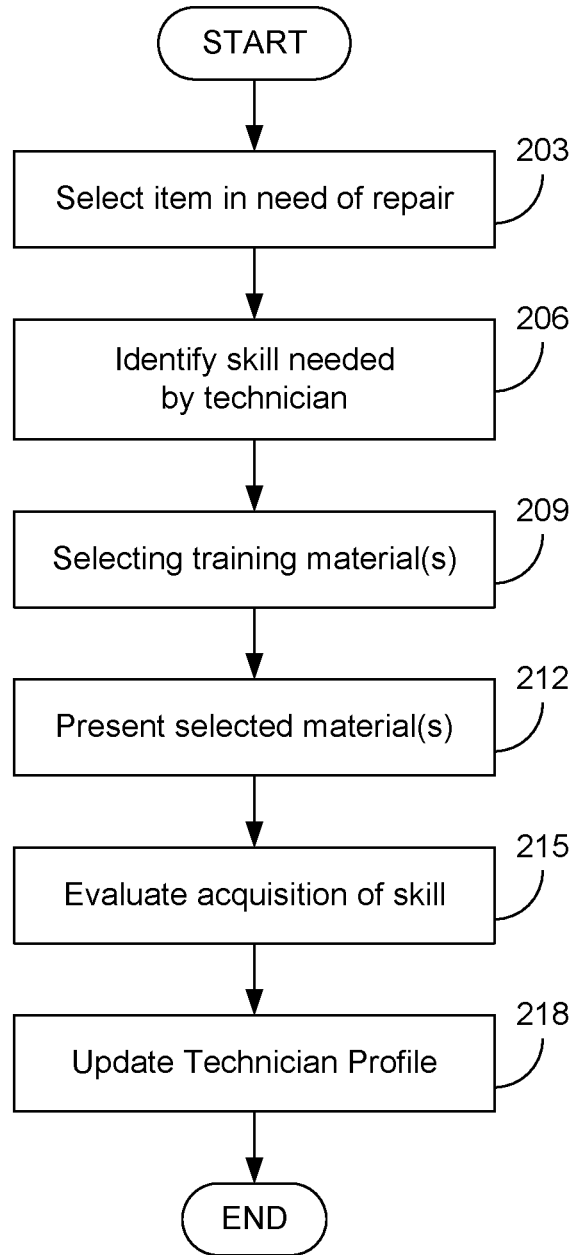 START
203
Select item in need of repair
206
Identify skill needed
by technician
209
Selecting training material(s)
212
Present selected material(s)
215
Evaluate acquisition of skill
218
Update Technician Profile
END